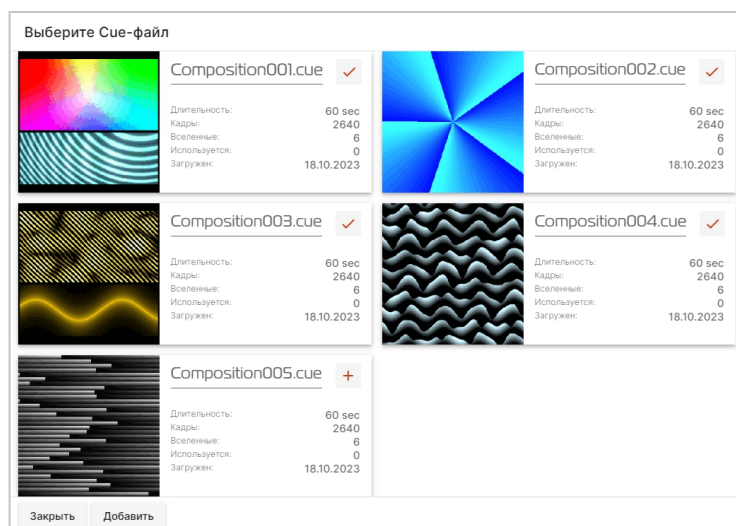 Выберите Cue-файл
Composition001.cue
Длительность: 60 sec
Кадры: 2640
Вселенные: 6
Используется: 0
Загружен: 18.10.2023
Composition002.cue
Длительность: 60 sec
Кадры: 2640
Вселенные: 6
Используется: 0
Загружен: 18.10.2023
Composition003.cue
Длительность: 60 sec
Кадры: 2640
Вселенные: 6
Используется: 0
Загружен: 18.10.2023
Composition004.cue
Длительность: 60 sec
Кадры: 2640
Вселенные: 6
Используется: 0
Загружен: 18.10.2023
Composition005.cue
Длительность: 60 sec
Кадры: 2640
Вселенные: 6
Используется: 0
Загружен: 18.10.2023
Закрыть Добавить